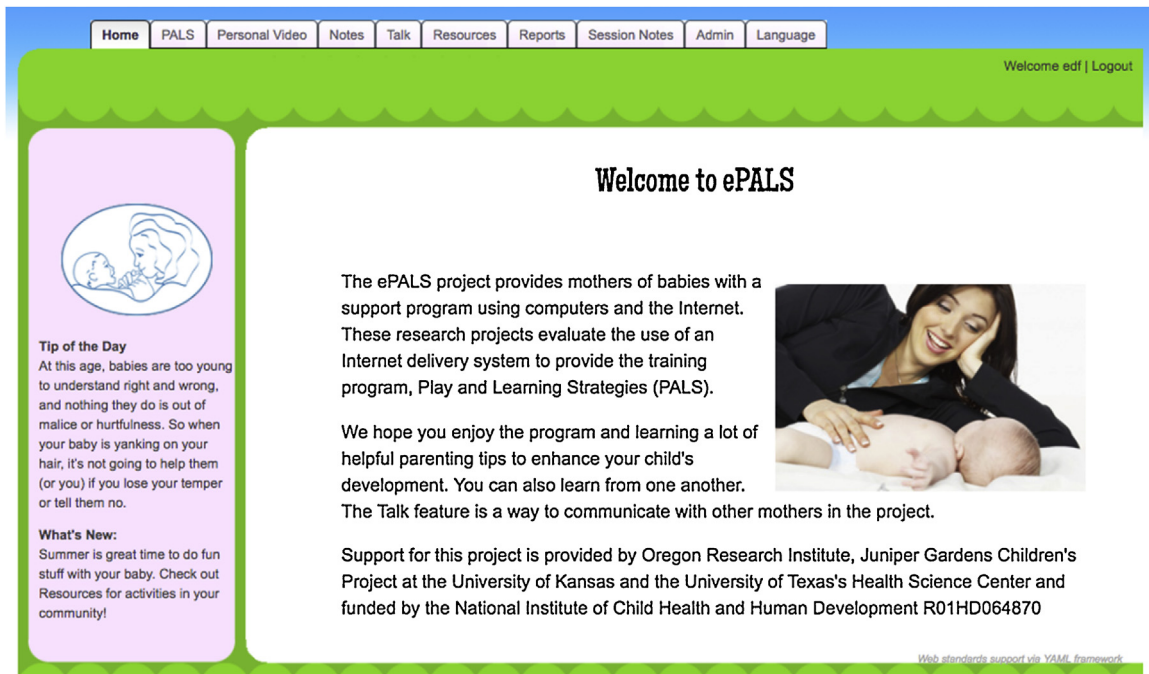 Home PALS Personal Video Notes Talk Resources Reports Session Notes Admin Language
Welcome edf | Logout
Tip of the Day
At this age, babies are too young
to understand right and wrong,
and nothing they do is out of
malice or hurtfulness. So when
your baby is yanking on your
hair, it's not going to help them
(or you) if you lose your temper
or tell them no.
What's New:
Summer is great time to do fun
stuff with your baby. Check out
Resources for activities in your
community!
Welcome to ePALS
The ePALS project provides mothers of babies with a
support program using computers and the Internet.
These research projects evaluate the use of an
Internet delivery system to provide the training
program, Play and Learning Strategies (PALS).
We hope you enjoy the program and learning a lot of
helpful parenting tips to enhance your child's
development. You can also learn from one another.
The Talk feature is a way to communicate with other mothers in the project.
Support for this project is provided by Oregon Research Institute, Juniper Gardens Children's
Project at the University of Kansas and the University of Texas's Health Science Center and
funded by the National Institute of Child Health and Human Development R01HD064870
Web standards support via YAML framework